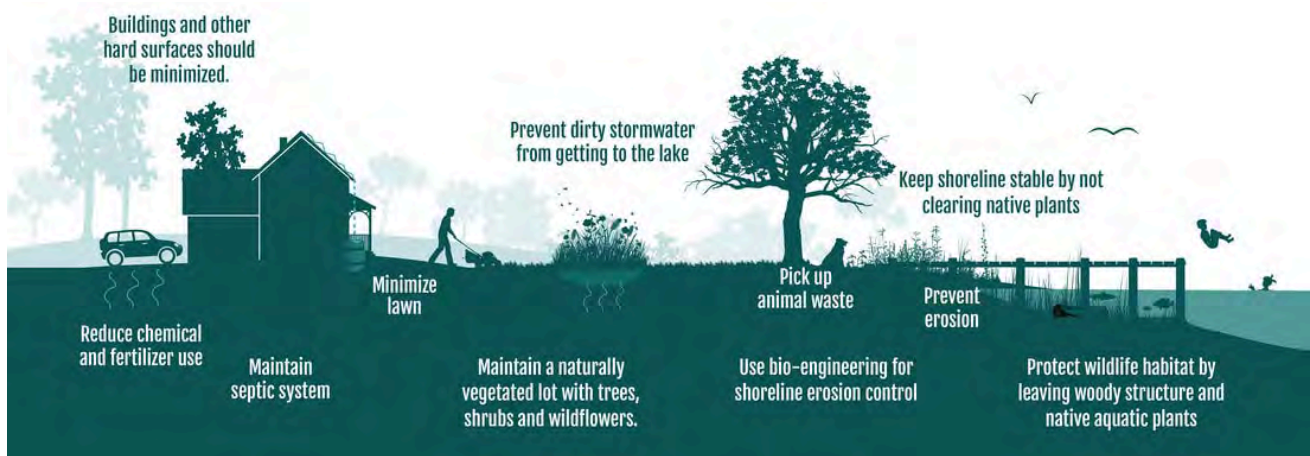 Buildings and other
hard surfaces should
be minimized.
Prevent dirty stormwater
from getting to the lake
Keep shoreline stable by not
clearing native plants
Minimize
lawn
Pick up
animal waste
Prevent
erosion
Reduce chemical
and fertilizer use
Maintain
septic system
Maintain a naturally
vegetated lot with trees,
shrubs and wildflowers.
Use bio-engineering for
shoreline erosion control
Protect wildlife habitat by
leaving woody structure and
native aquatic plants